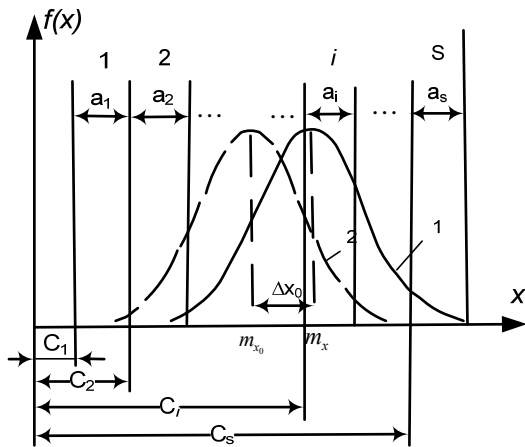 f(x)
1 2 i S
a₁ a₂ ... ... aᵢ ... aₛ
2 1
Δx₀
x
C₁ mₓ₀ mₓ
C₂
Cᵢ
Cₛ